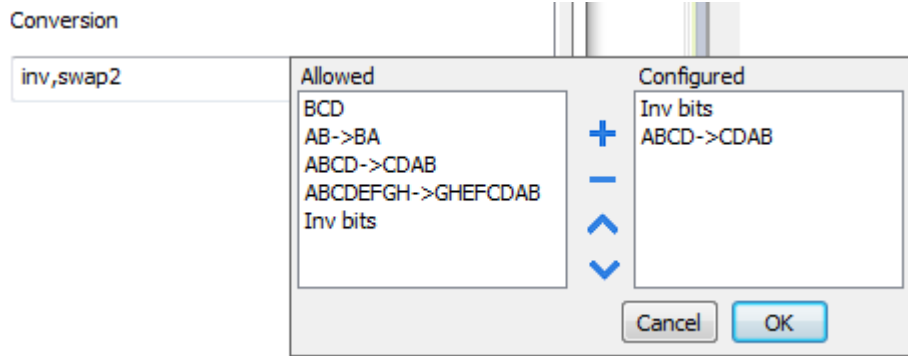 Conversion
inv,swap2
Allowed
BCD
AB->BA
ABCD->CDAB
ABCDEFGH->GHEFCDAB
Inv bits
Configured
Inv bits
ABCD->CDAB
Cancel
OK